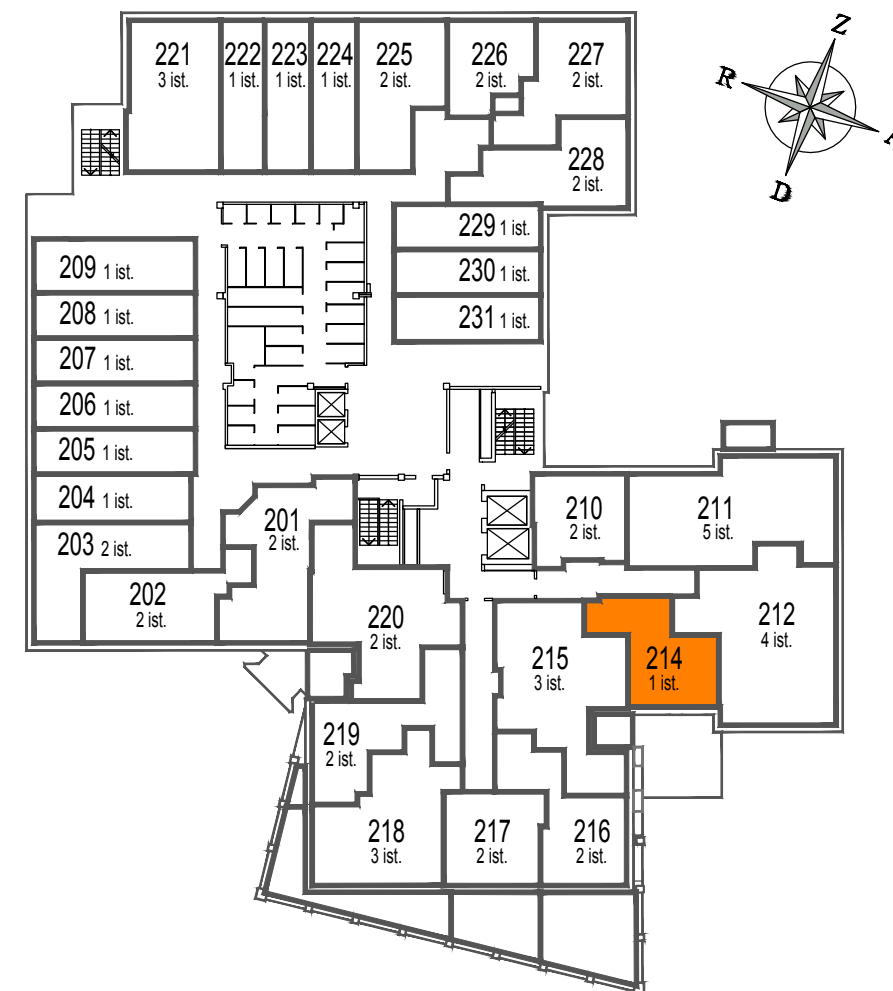 221
3 ist.
222
1 ist.
223
1 ist.
224
1 ist.
225
2 ist.
226
2 ist.
227
2 ist.
Z
R
D
228
2 ist.
229 1 ist.
230 1 ist.
231 1 ist.
209 1 ist.
208 1 ist.
207 1 ist.
206 1 ist.
205 1 ist.
204 1 ist.
203 2 ist.
202
2 ist.
201
2 ist.
210
2 ist.
211
5 ist.
212
4 ist.
214
1 ist.
215
3 ist.
220
2 ist.
219
2 ist.
218
3 ist.
217
2 ist.
216
2 ist.